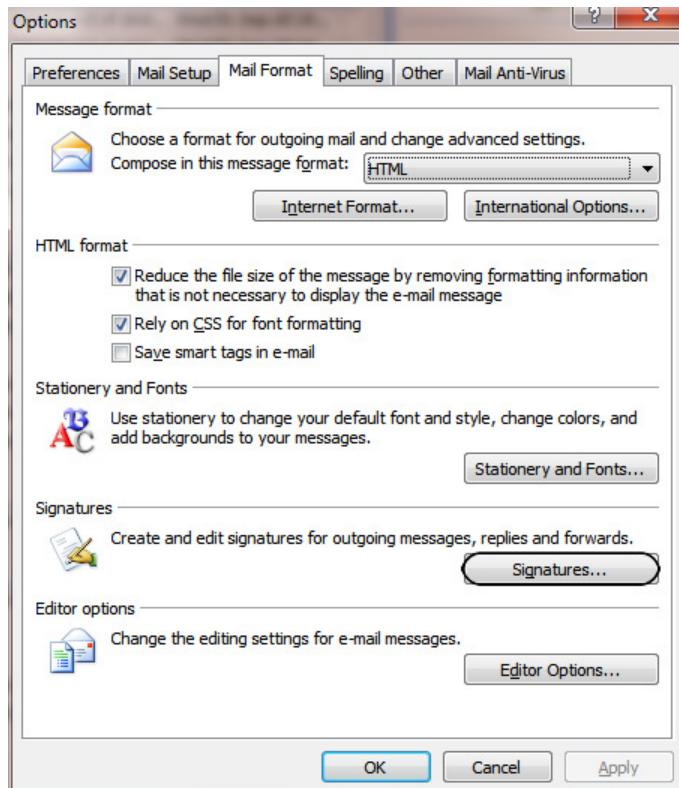 Options
Preferences Mail Setup Mail Format Spelling Other Mail Anti-Virus
Message format
Choose a format for outgoing mail and change advanced settings.
Compose in this message format: HTML
Internet Format... International Options...
HTML format
Reduce the file size of the message by removing formatting information
that is not necessary to display the e-mail message
Rely on CSS for font formatting
Save smart tags in e-mail
Stationery and Fonts
Use stationery to change your default font and style, change colors, and
add backgrounds to your messages.
Stationery and Fonts...
Signatures
Create and edit signatures for outgoing messages, replies and forwards.
Signatures...
Editor options
Change the editing settings for e-mail messages.
Editor Options...
OK Cancel Apply